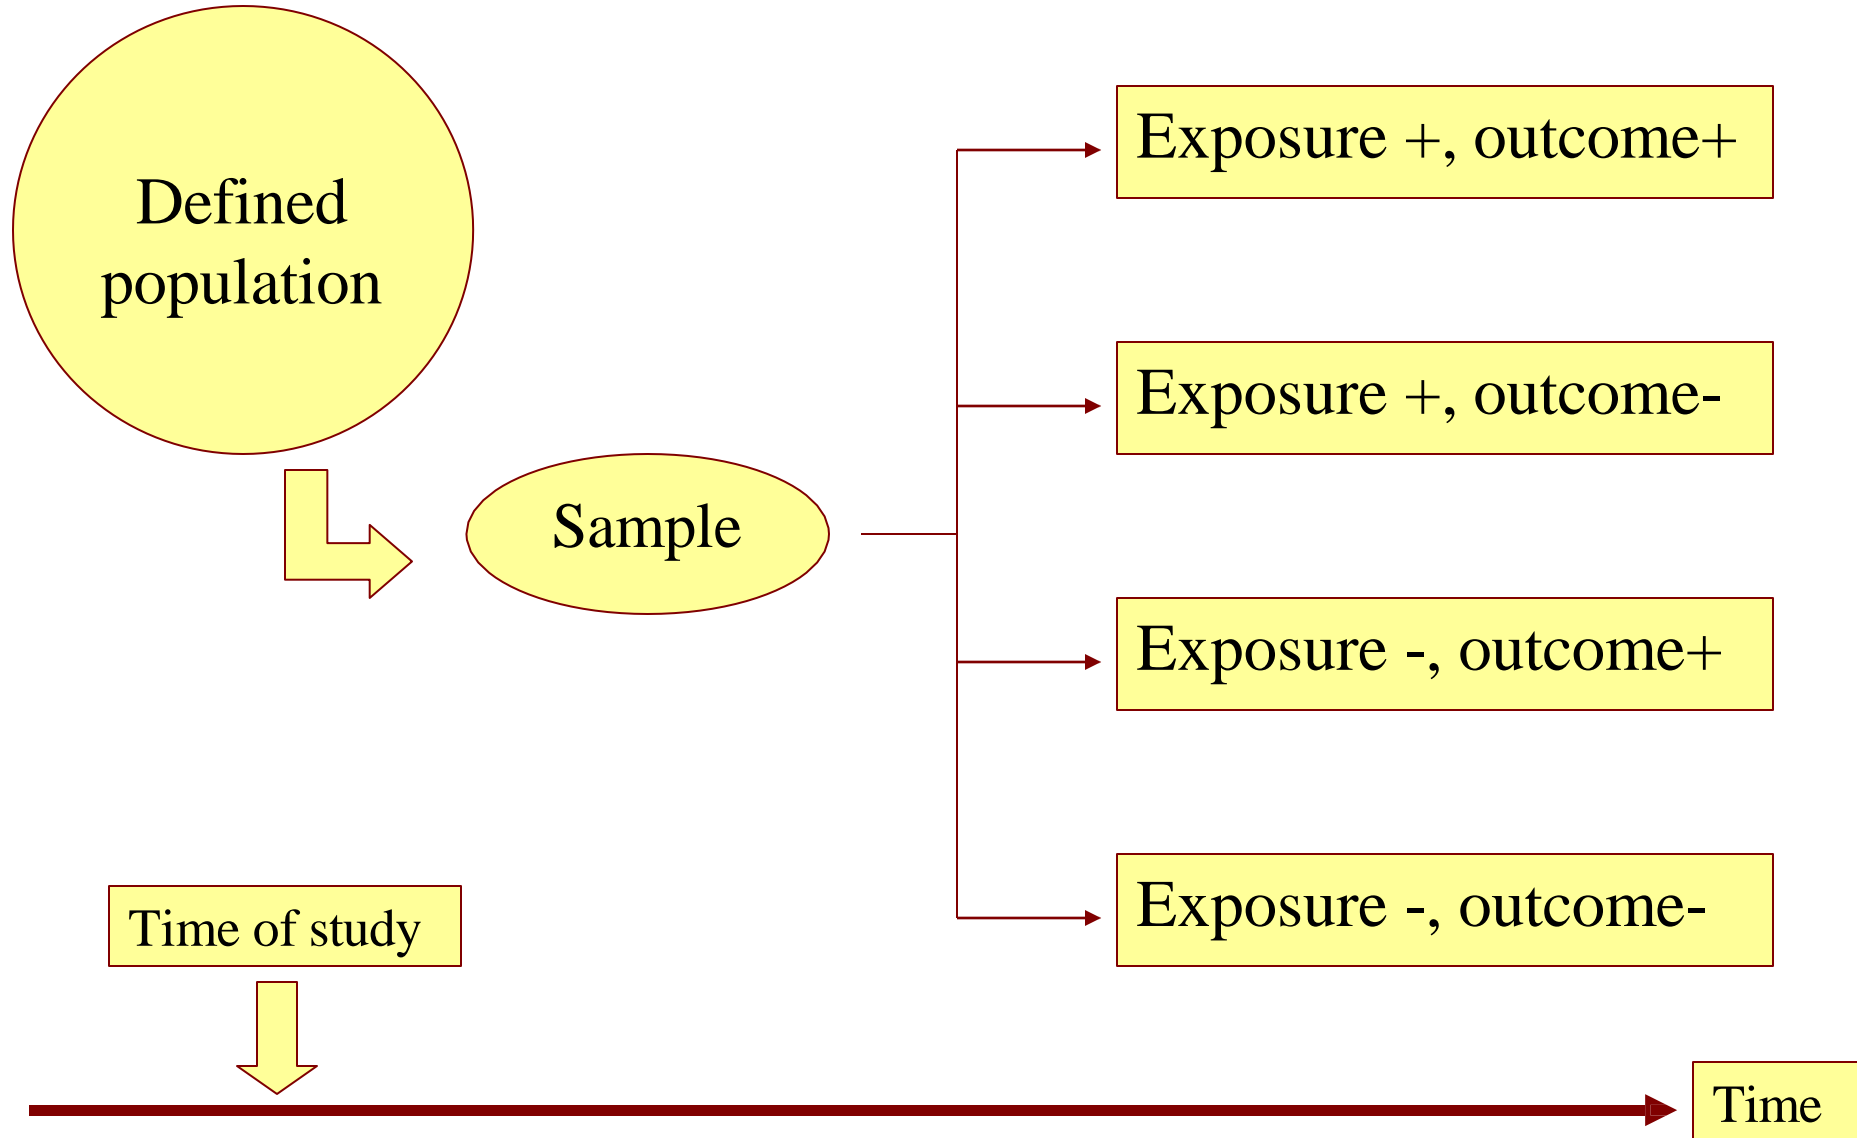 Defined
population
Exposure +, outcome+
Exposure +, outcome-
Sample
Exposure -, outcome+
Exposure -, outcome-
Time of study
Time